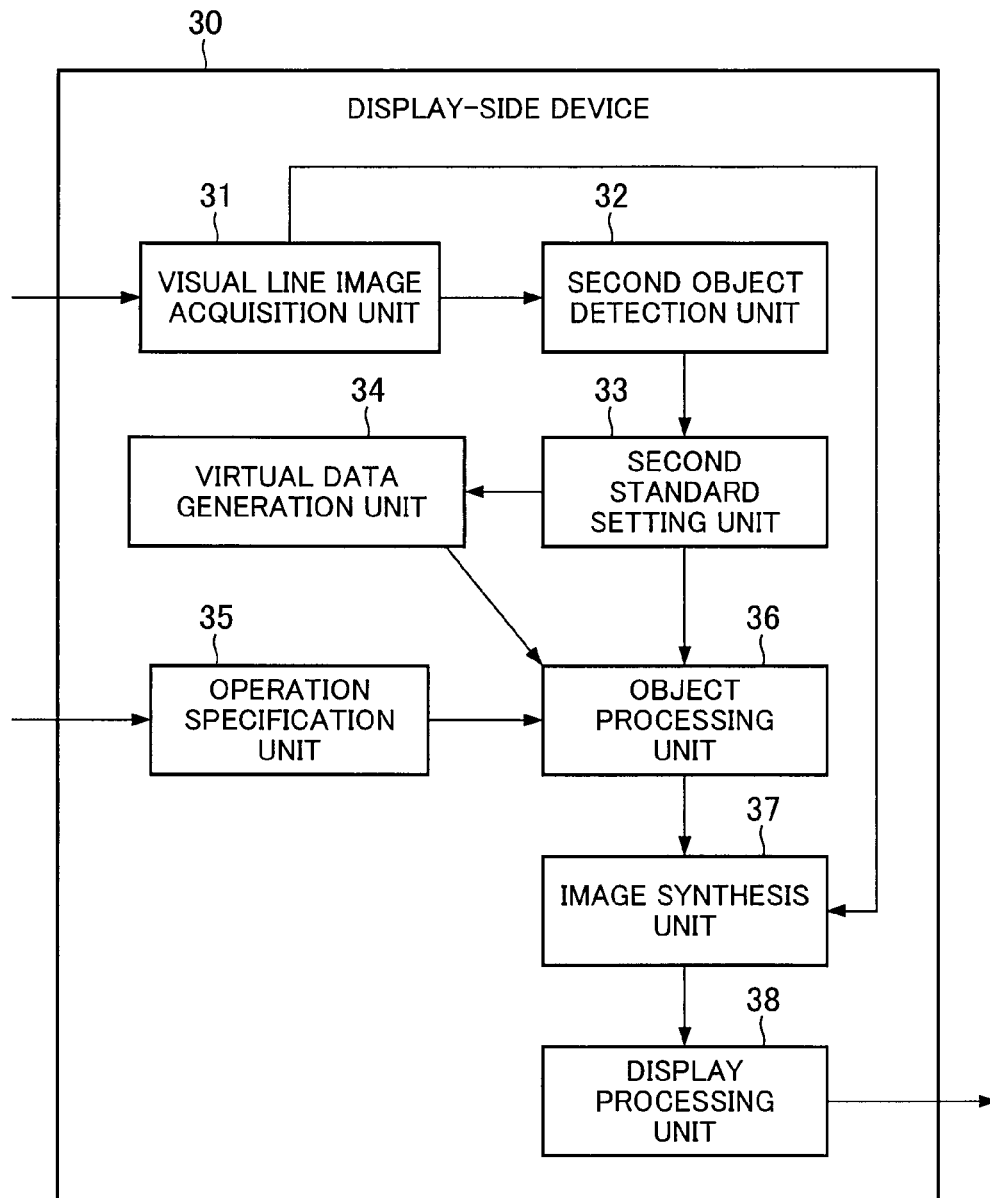 30
DISPLAY-SIDE DEVICE
31
VISUAL LINE IMAGE
ACQUISITION UNIT
32
SECOND OBJECT
DETECTION UNIT
34
VIRTUAL DATA
GENERATION UNIT
33
SECOND
STANDARD
SETTING UNIT
35
OPERATION
SPECIFICATION
UNIT
36
OBJECT
PROCESSING
UNIT
37
IMAGE SYNTHESIS
UNIT
38
DISPLAY
PROCESSING
UNIT